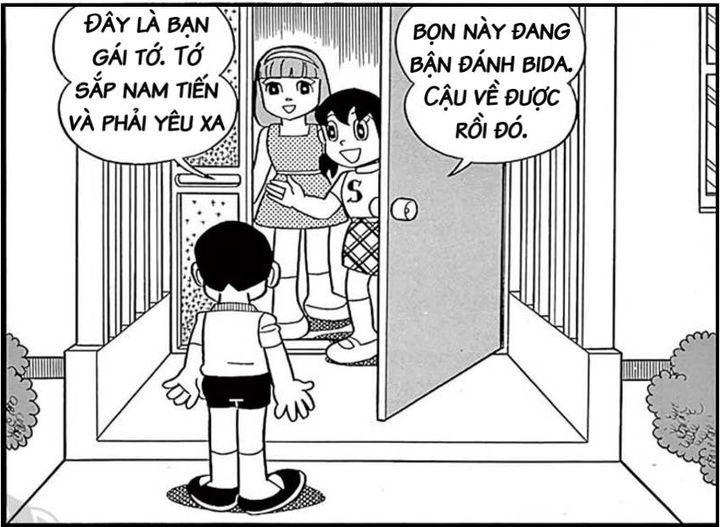 ĐÂY LÀ BẠN
GÁI TỚ. TỚ
SẮP NAM TIẾN
VÀ PHẢI YÊU XA
BỌN NÀY ĐANG
BẬN ĐÁNH BIDA.
CẬU VỀ ĐƯỢC
RỒI ĐÓ.
S